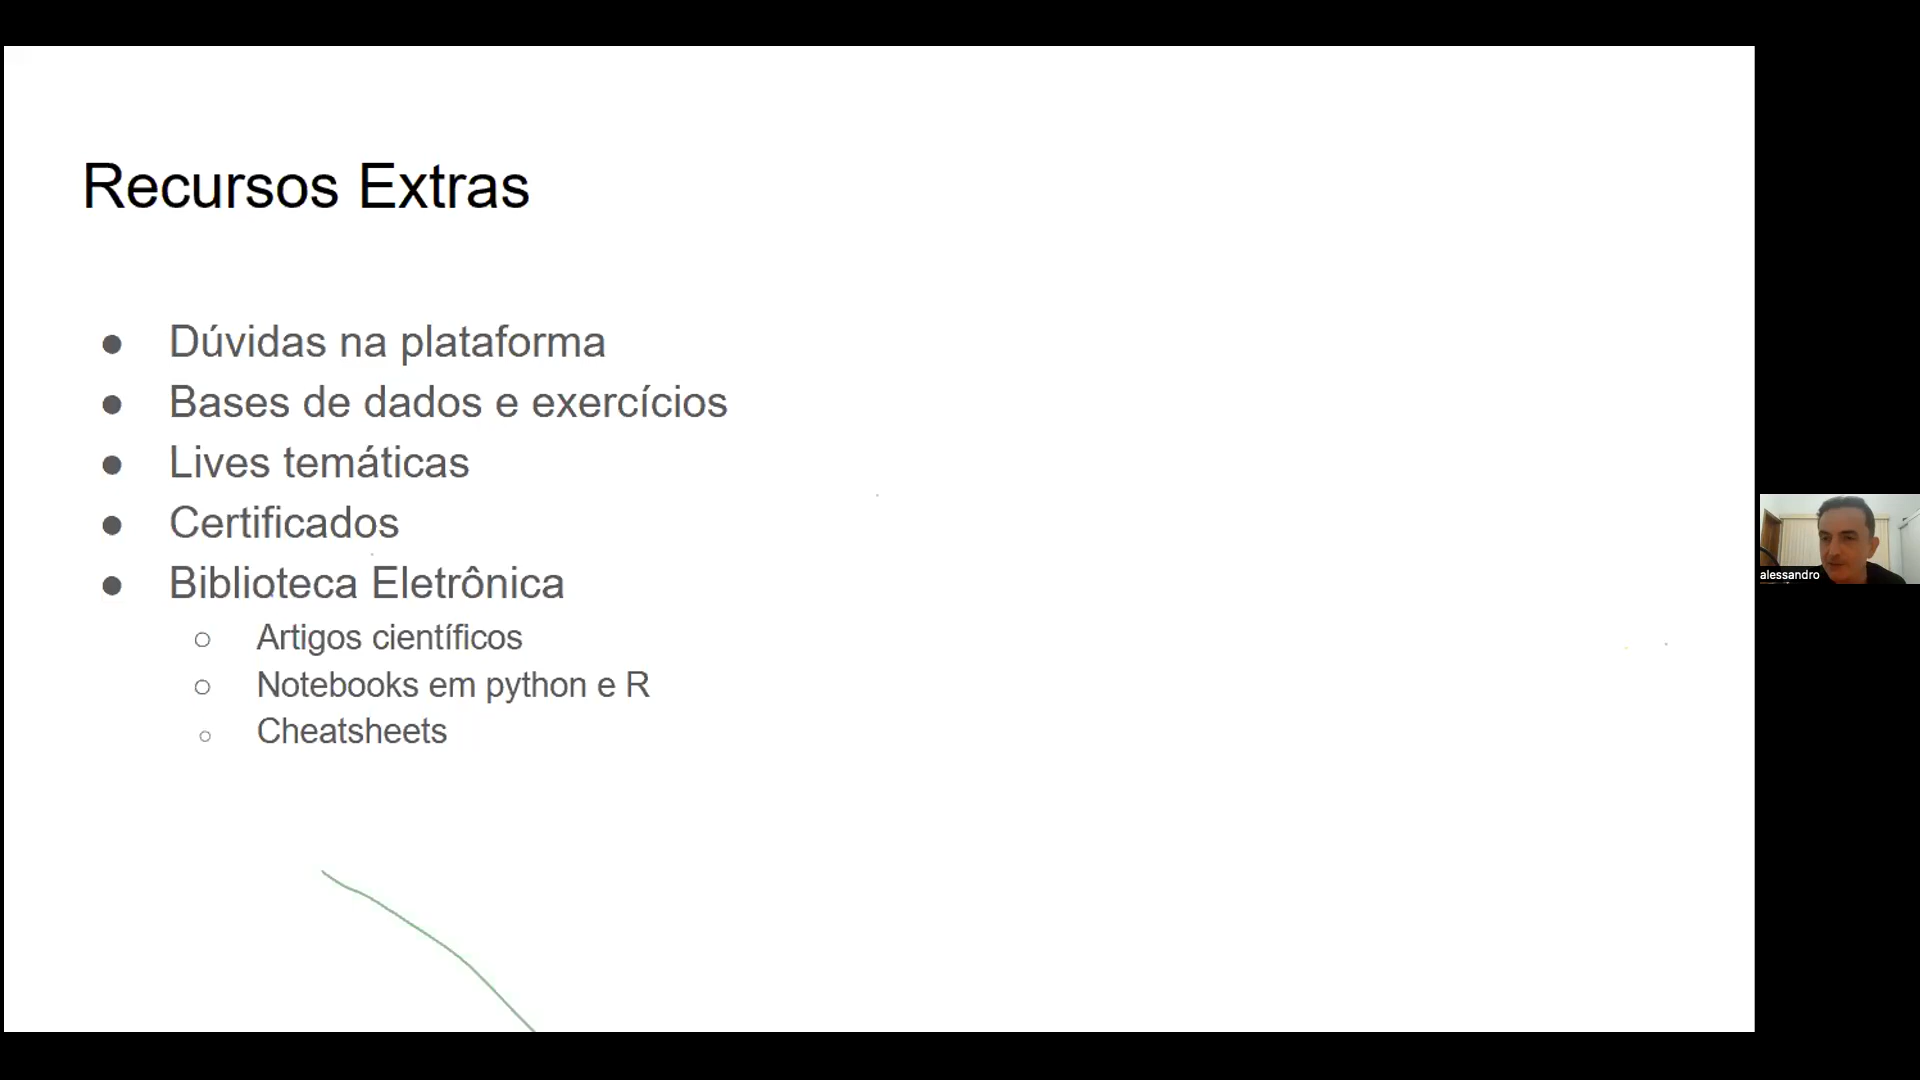 Recursos Extras
● Dúvidas na plataforma
● Bases de dados e exercícios
● Lives temáticas
● Certificados
● Biblioteca Eletrônica
○ Artigos científicos
○ Notebooks em python e R
○ Cheatsheets
alessandro